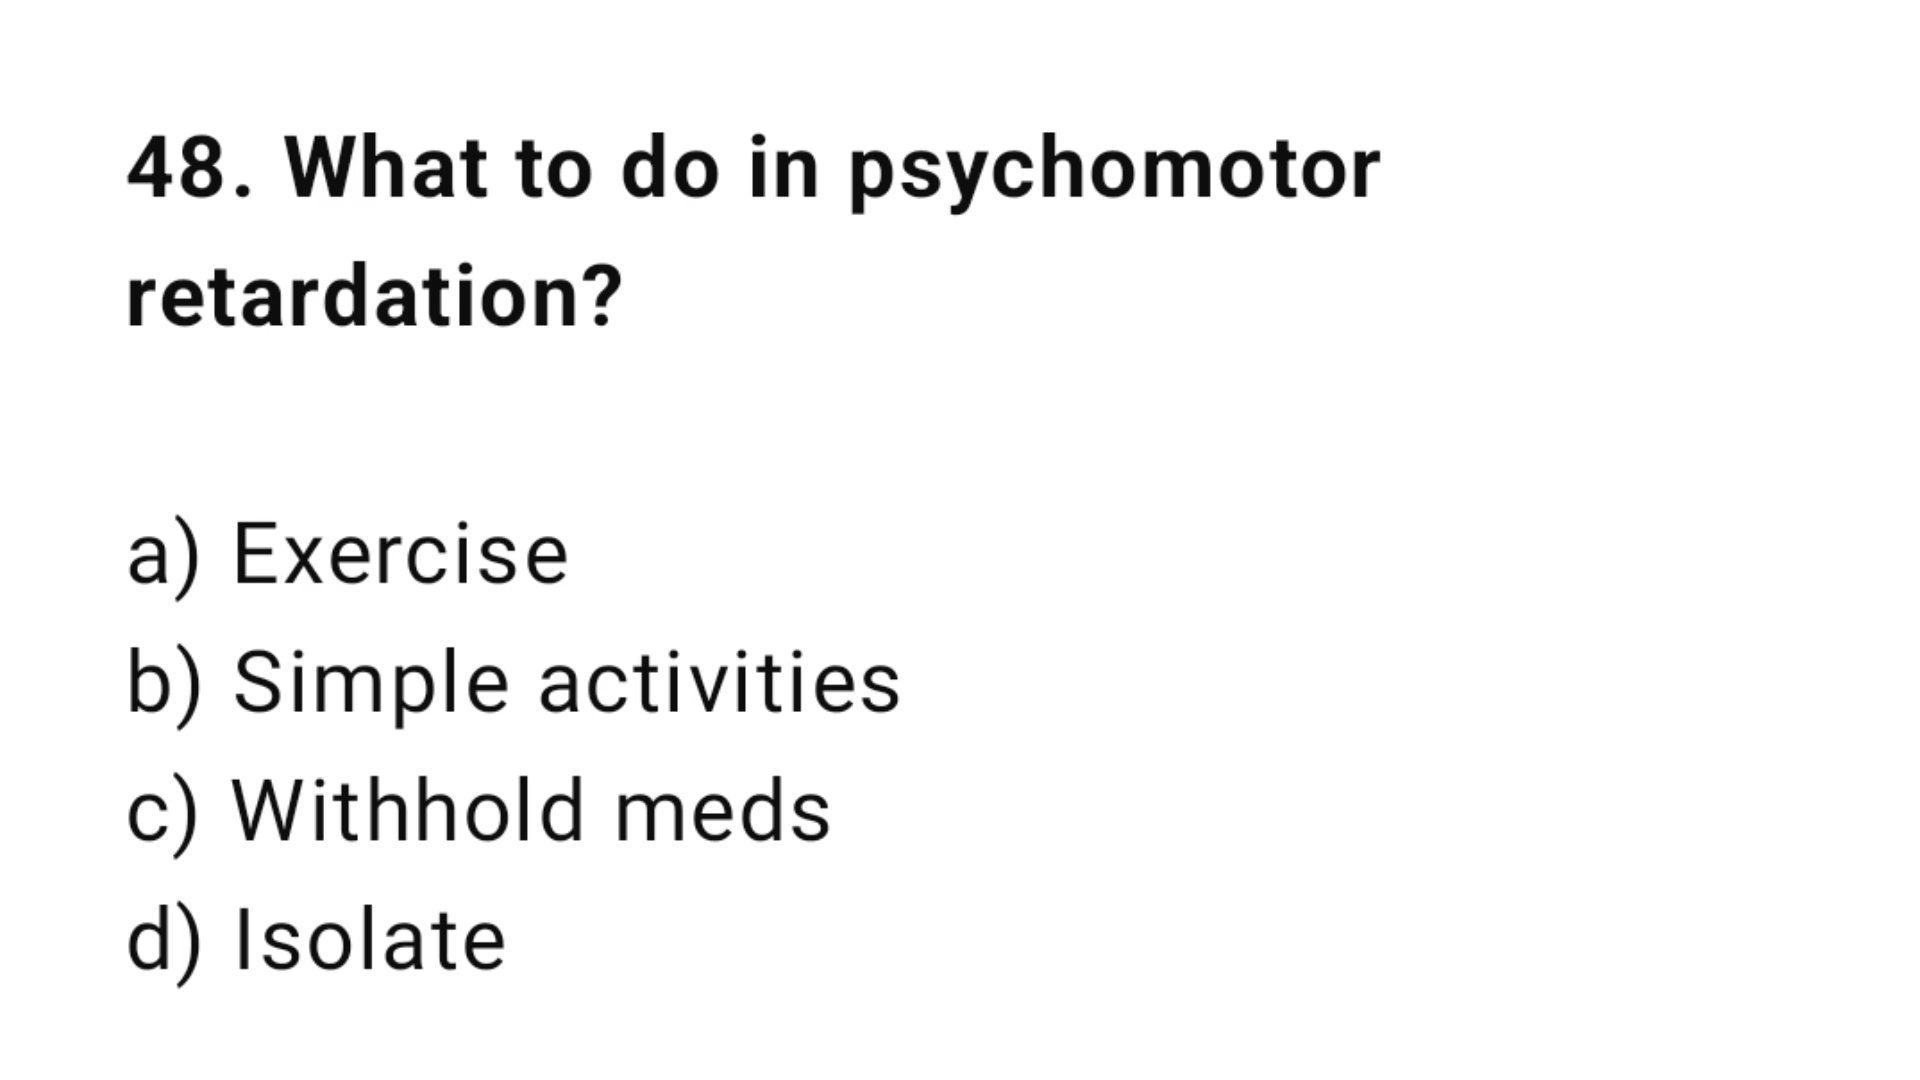 48. What to do in psychomotor
retardation?
a) Exercise
b) Simple activities
c) Withhold meds
d) Isolate